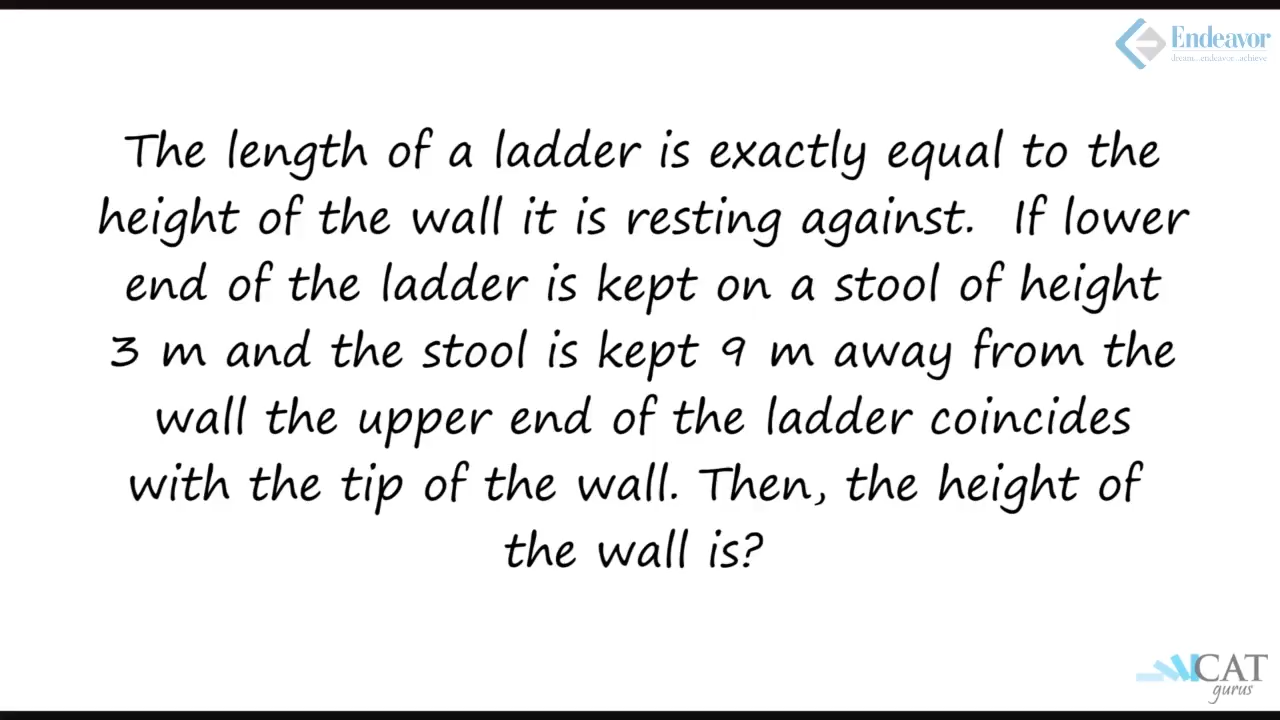 Endeavor
dream...endeavor...achieve
The length of a ladder is exactly equal to the
height of the wall it is resting against. If lower
end of the ladder is kept on a stool of height
3 m and the stool is kept 9 m away from the
wall the upper end of the ladder coincides
with the tip of the wall. Then, the height of
the wall is?
CAT
gurus